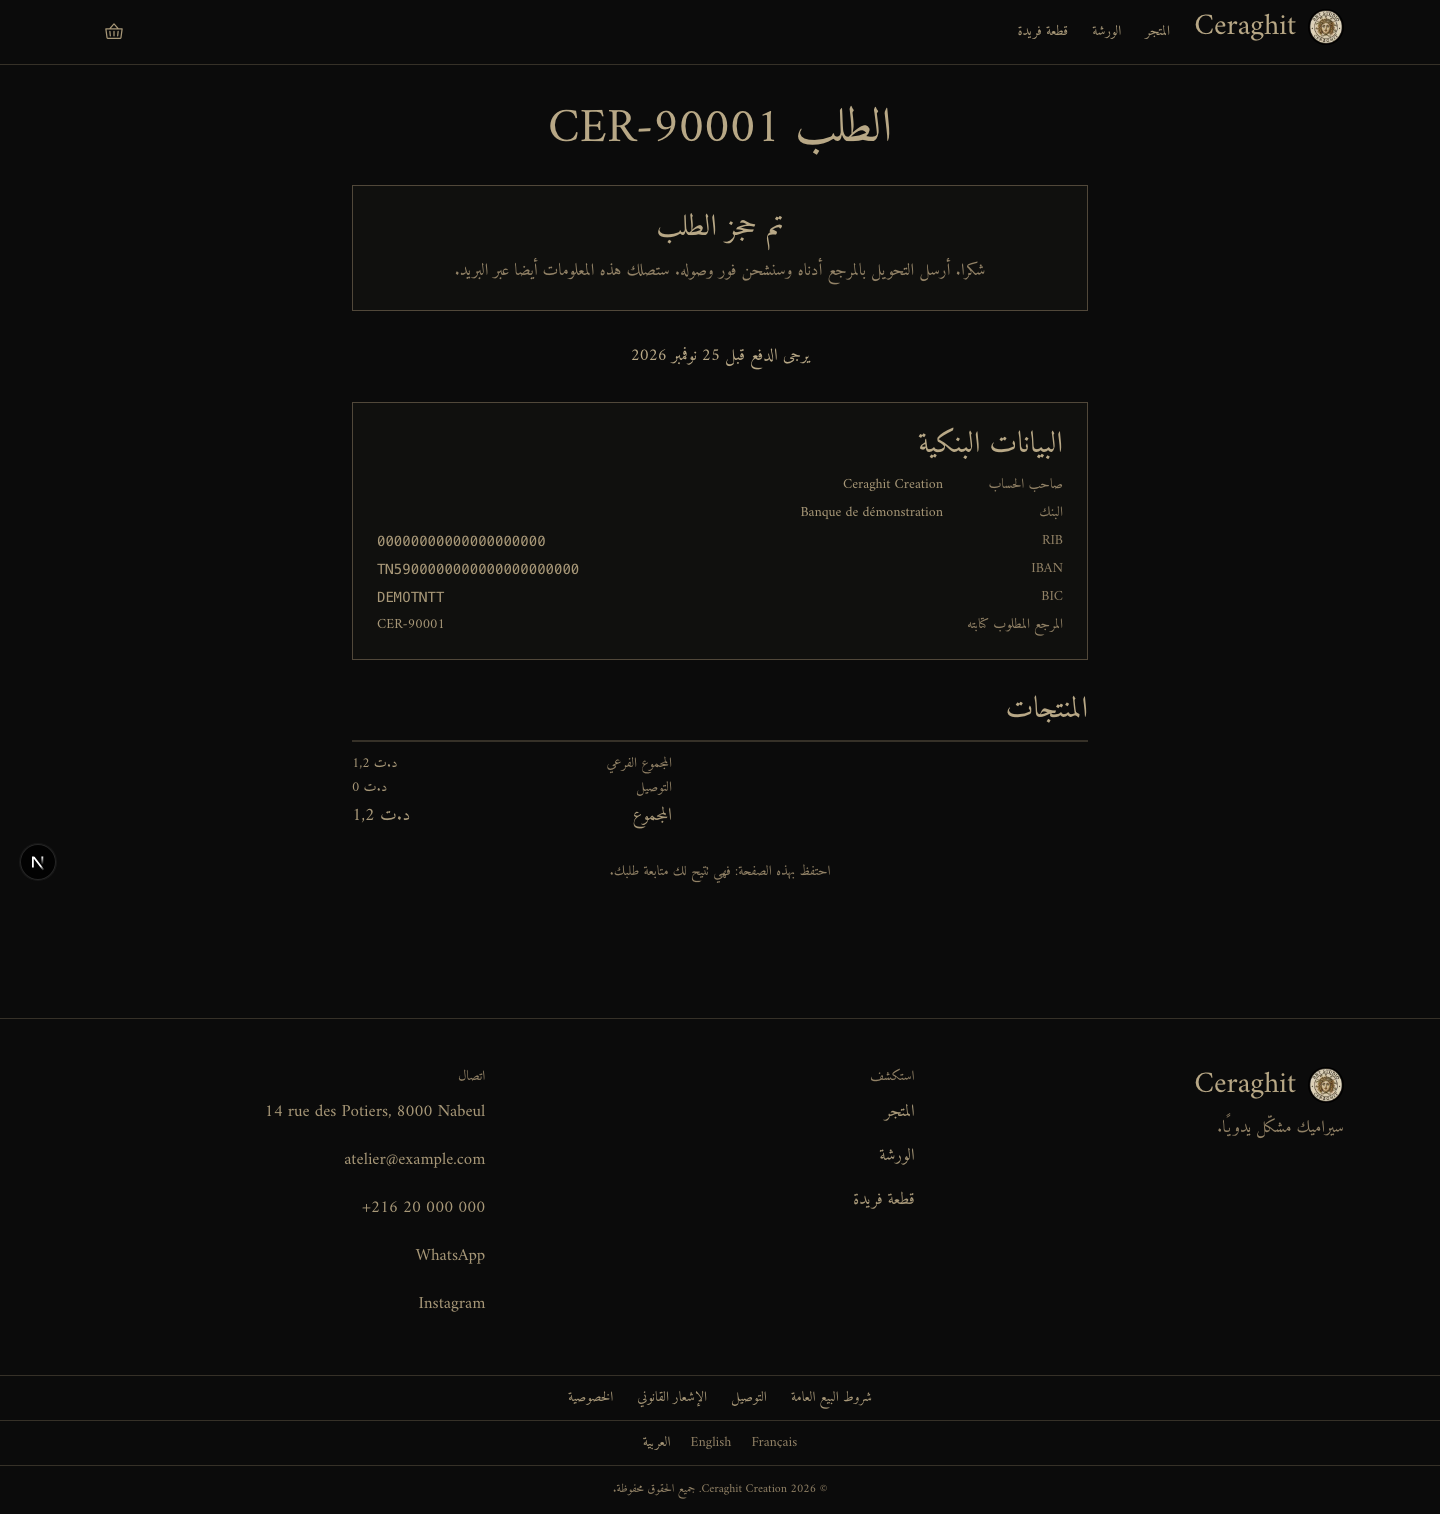 Ceraghit المتجر الورشة قطعة فريدة
الطلب CER-90001
تم حجز الطلب
شكرا. أرسل التحويل بالمرجع أدناه وسنشحن فور وصوله. ستصلك هذه المعلومات أيضا عبر البريد.
يرجى الدفع قبل 25 نوفمبر 2026
البيانات البنكية
صاحب الحساب Ceraghit Creation
البنك Banque de démonstration
RIB 00000000000000000000
IBAN TN5900000000000000000000
BIC DEMOTNTT
المرجع المطلوب كتابته CER-90001
المنتجات
المجموع الفرعي 1,2 د.ت
التوصيل 0 د.ت
المجموع 1,2 د.ت
احتفظ بهذه الصفحة: فهي تتيح لك متابعة طلبك.
N
Ceraghit
سيراميك مشكّل يدويًا.
استكشف
المتجر
الورشة
قطعة فريدة
اتصال
14 rue des Potiers, 8000 Nabeul
atelier@example.com
+216 20 000 000
WhatsApp
Instagram
شروط البيع العامة التوصيل الإشعار القانوني الخصوصية
Français English العربية
© 2026 Ceraghit Creation. جميع الحقوق محفوظة.